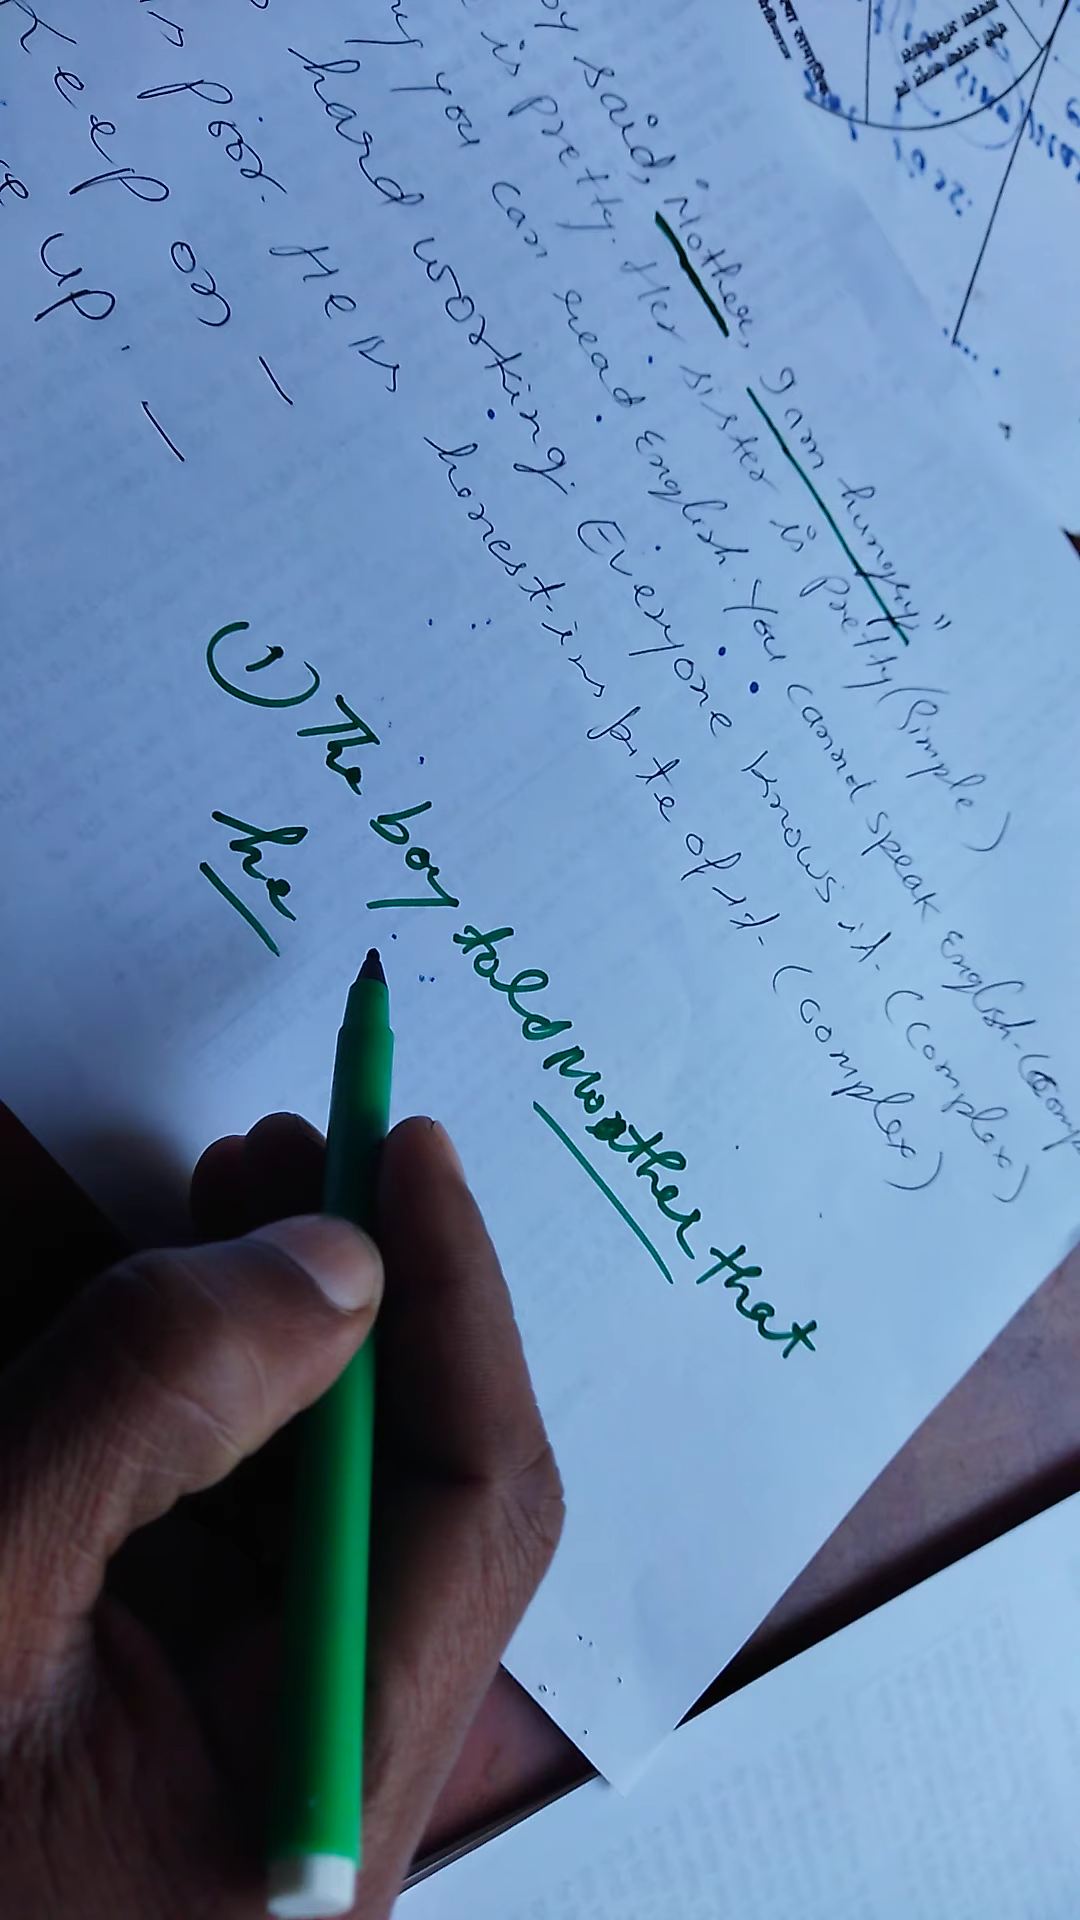 said, "Mother, I am hungry"
is pretty. Her sister is pretty (Simple)
you can read English. You cannot speak English. (Comp
hard working. Everyone knows it. (Complex)
is poor. He is honest in spite of it. (Complex)
Keep on —
up. —
① The boy told Moather that
he